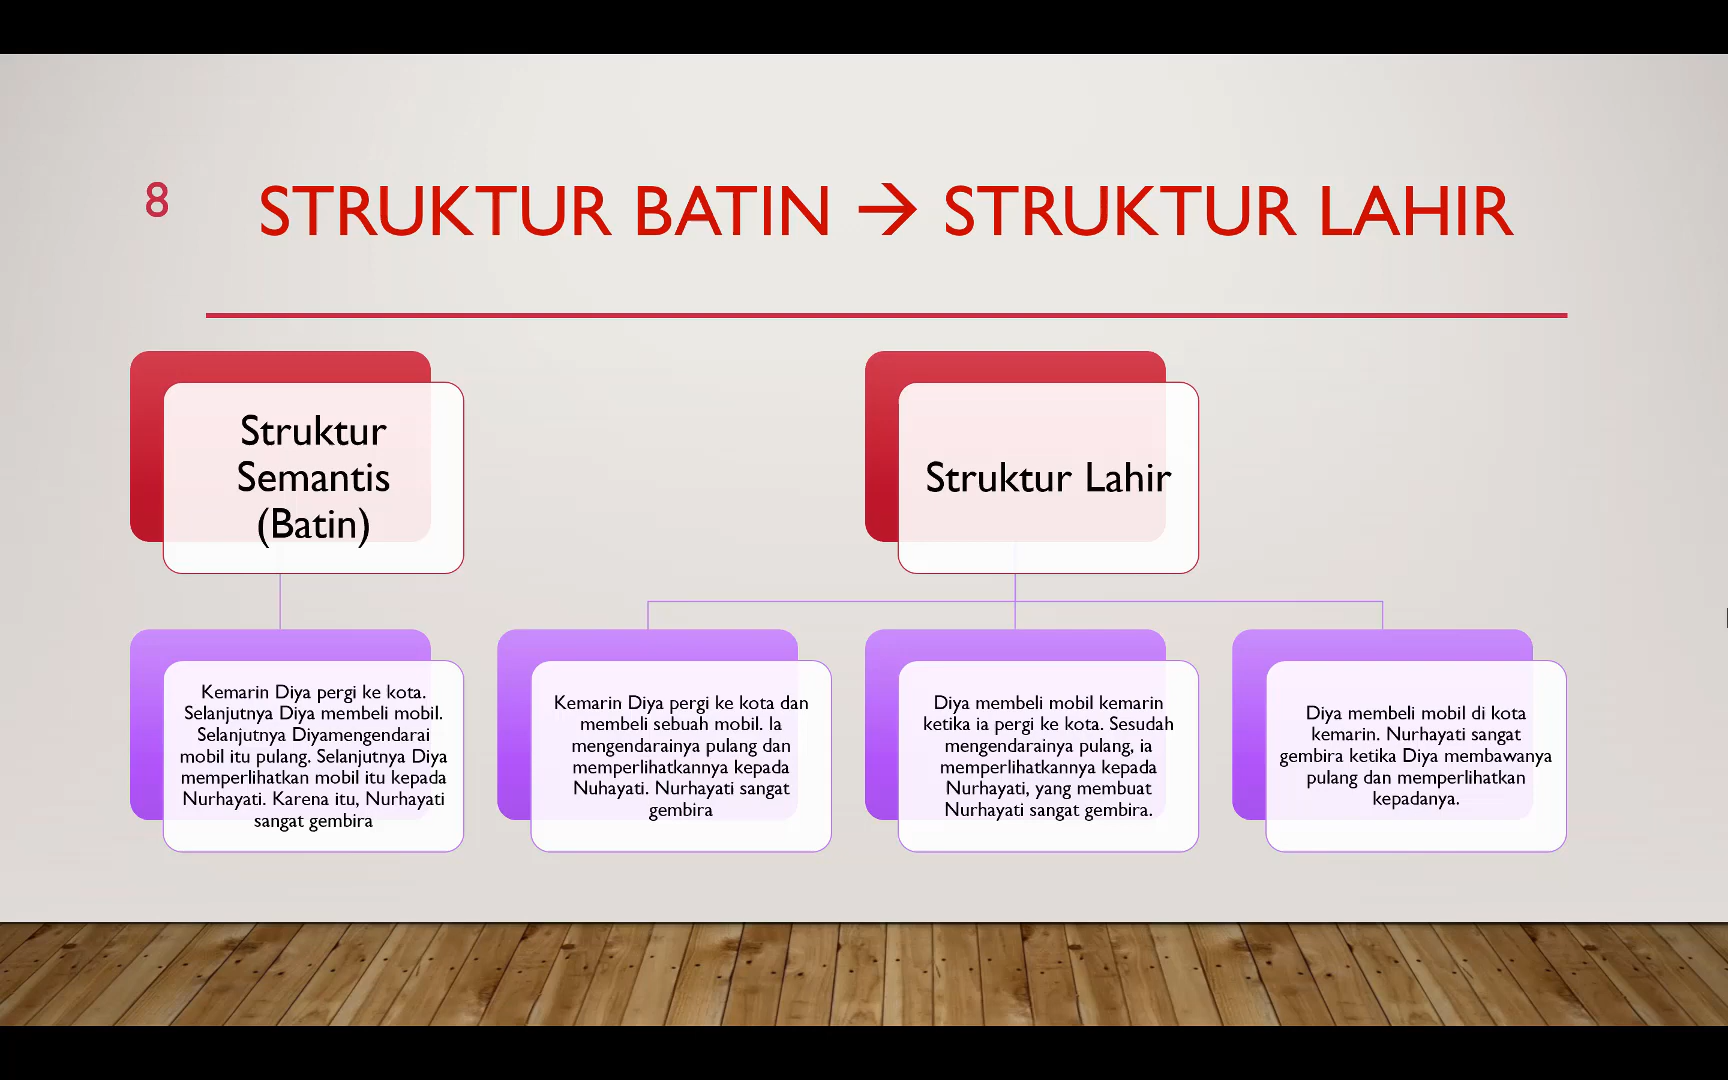 8
STRUKTUR BATIN → STRUKTUR LAHIR
Struktur
Semantis
(Batin)
Struktur Lahir
Kemarin Diya pergi ke kota.
Selanjutnya Diya membeli mobil.
Selanjutnya Diyamengendarai
mobil itu pulang. Selanjutnya Diya
memperlihatkan mobil itu kepada
Nurhayati. Karena itu, Nurhayati
sangat gembira
Kemarin Diya pergi ke kota dan
membeli sebuah mobil. Ia
mengendarainya pulang dan
memperlihatkannya kepada
Nuhayati. Nurhayati sangat
gembira
Diya membeli mobil kemarin
ketika ia pergi ke kota. Sesudah
mengendarainya pulang, ia
memperlihatkannya kepada
Nurhayati, yang membuat
Nurhayati sangat gembira.
Diya membeli mobil di kota
kemarin. Nurhayati sangat
gembira ketika Diya membawanya
pulang dan memperlihatkan
kepadanya.